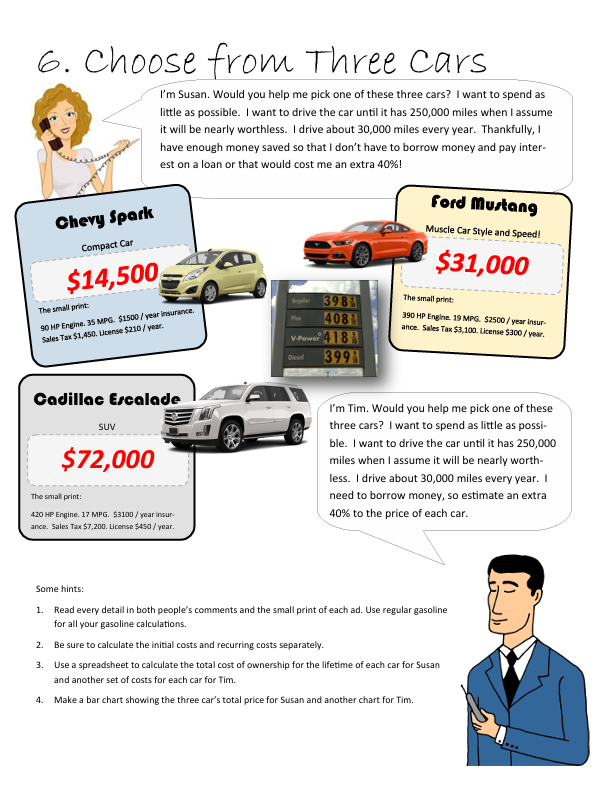 6. Choose from Three Cars
I'm Susan. Would you help me pick one of these three cars? I want to spend as
little as possible. I want to drive the car until it has 250,000 miles when I assume
it will be nearly worthless. I drive about 30,000 miles every year. Thankfully, I
have enough money saved so that I don't have to borrow money and pay inter-
est on a loan or that would cost me an extra 40%!
Chevy Spark
Compact Car
$14,500
The small print:
90 HP Engine. 35 MPG. $1500 / year insurance.
Sales Tax $1,450. License $210 / year.
Ford Mustang
Muscle Car Style and Speed!
$31,000
The small print:
390 HP Engine. 19 MPG. $2500 / year insur-
ance. Sales Tax $3,100. License $300 / year.
Regular 398
Plus 408
V-Power 418
Diesel 399
Cadillac Escalade
SUV
$72,000
The small print:
420 HP Engine. 17 MPG. $3100 / year insur-
ance. Sales Tax $7,200. License $450 / year.
I'm Tim. Would you help me pick one of these
three cars? I want to spend as little as possi-
ble. I want to drive the car until it has 250,000
miles when I assume it will be nearly worth-
less. I drive about 30,000 miles every year. I
need to borrow money, so estimate an extra
40% to the price of each car.
Some hints:
1. Read every detail in both people's comments and the small print of each ad. Use regular gasoline
for all your gasoline calculations.
2. Be sure to calculate the initial costs and recurring costs separately.
3. Use a spreadsheet to calculate the total cost of ownership for the lifetime of each car for Susan
and another set of costs for each car for Tim.
4. Make a bar chart showing the three car's total price for Susan and another chart for Tim.